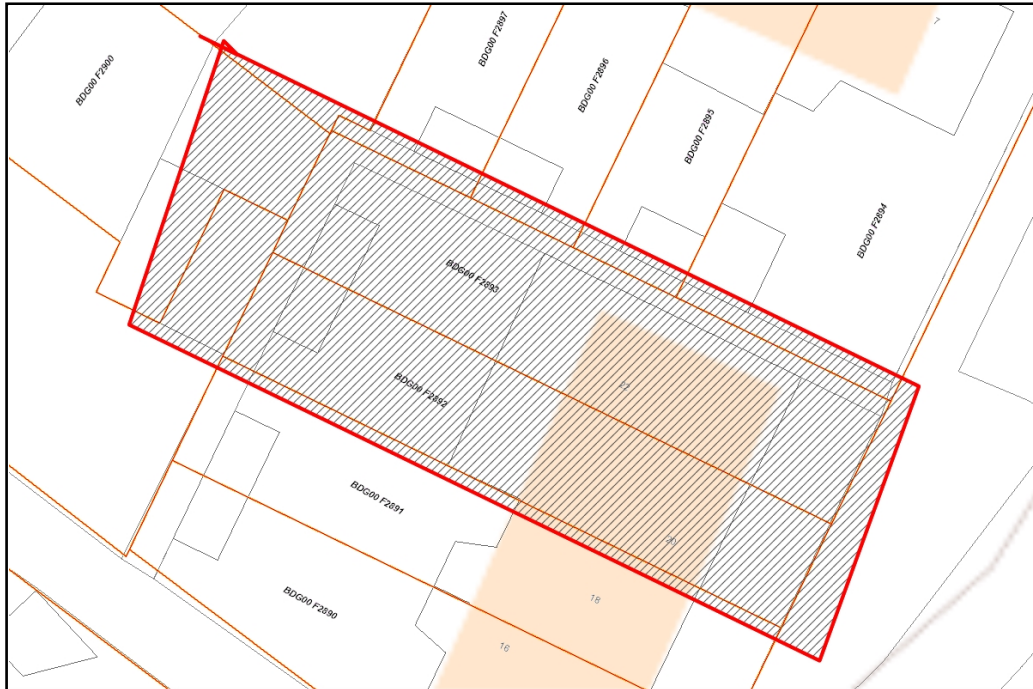 BDG00 F2897
7
BDG00 F2896
BDG00 F2900
BDG00 F2895
BDG00 F2894
BDG00 F2893
22
BDG00 F2892
BDG00 F2891
20
18
BDG00 F2890
16